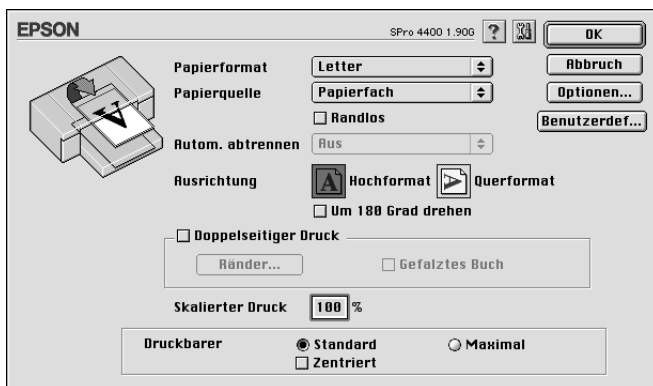 EPSON
SPro 4400 1.90G ? OK
Papierformat Letter Abbruch
Papierquelle Papierfach Optionen...
Randlos Benutzerdef...
Autom. abtrennen Aus
Ausrichtung A Hochformat A Querformat
Um 180 Grad drehen
Doppelseitiger Druck
Ränder... Gefalztes Buch
Skalierter Druck 100 %
Druckbarer Standard Maximal
Zentriert
A